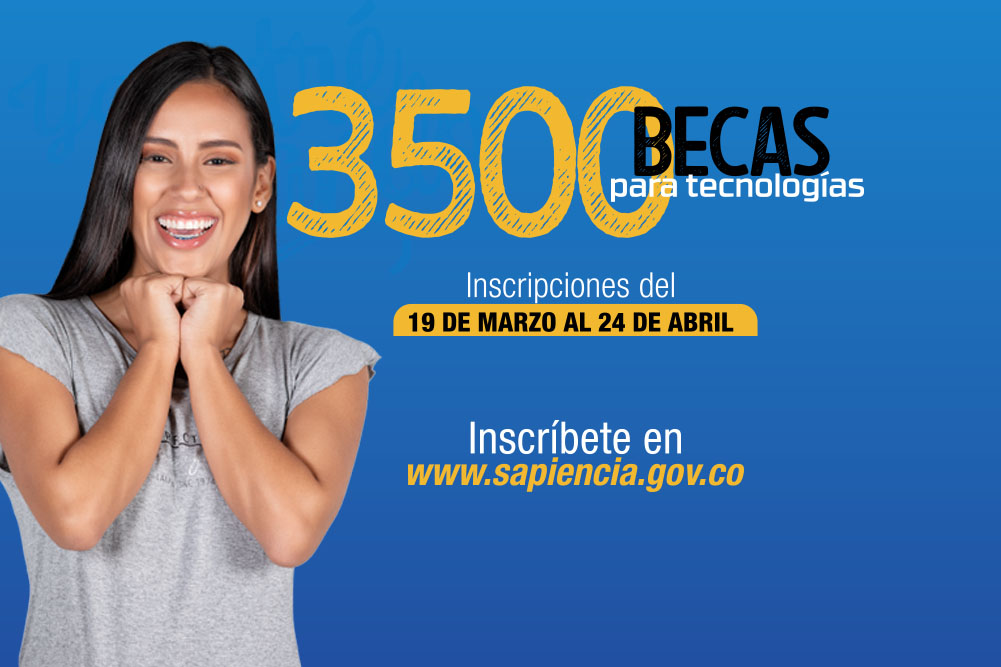 3500 BECAS
para tecnologías
Inscripciones del
19 DE MARZO AL 24 DE ABRIL
Inscríbete en
www.sapiencia.gov.co